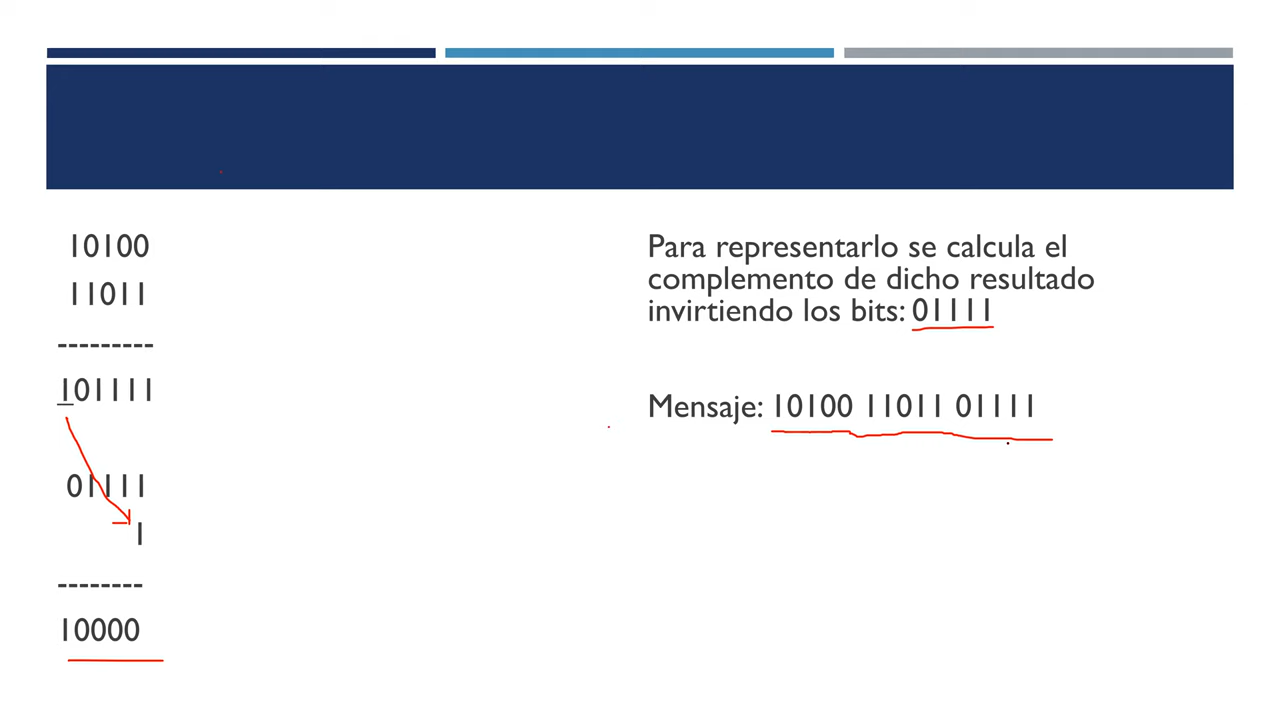 10100
11011
---------
101111
01111
1
--------
10000
Para representarlo se calcula el
complemento de dicho resultado
invirtiendo los bits: 01111
Mensaje: 10100 11011 01111